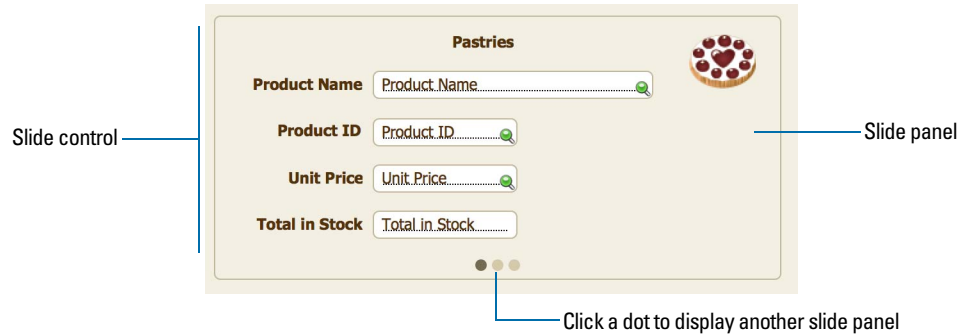 Pastries
Product Name Product Name
Slide control
Product ID Product ID
Slide panel
Unit Price Unit Price
Total in Stock Total in Stock
Click a dot to display another slide panel